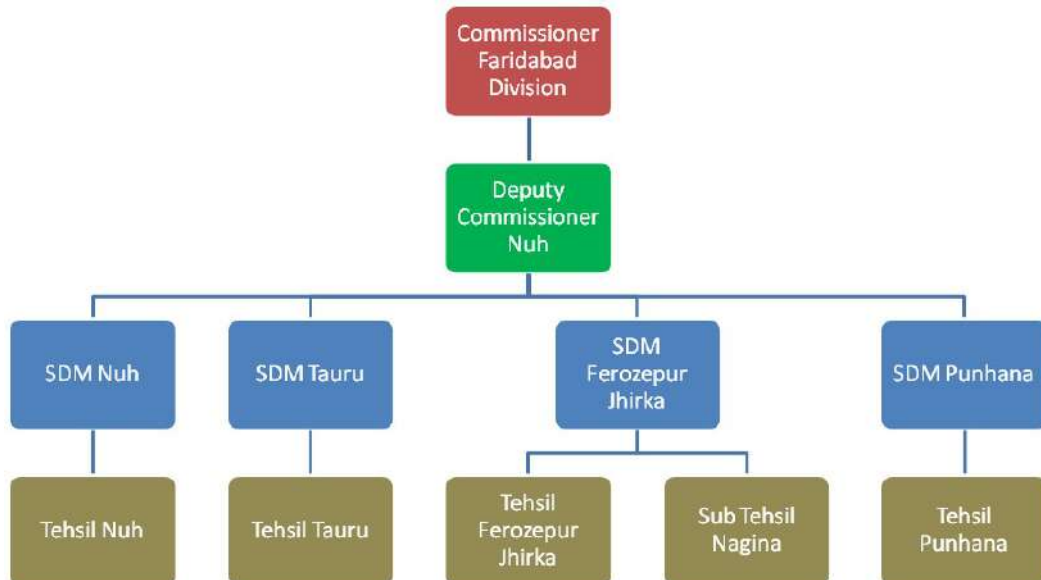 Commissioner
Faridabad
Division
Deputy
Commissioner
Nuh
SDM Nuh
SDM Tauru
SDM
Ferozepur
Jhirka
SDM Punhana
Tehsil Nuh
Tehsil Tauru
Tehsil
Ferozepur
Jhirka
Sub Tehsil
Nagina
Tehsil
Punhana